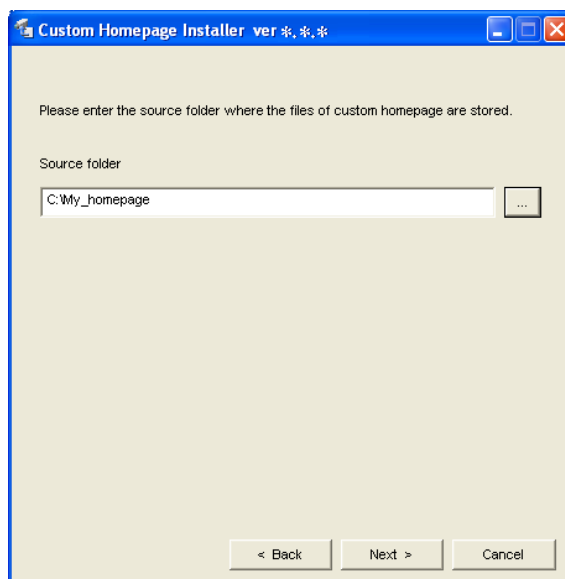 Custom Homepage Installer ver *.*.*
Please enter the source folder where the files of custom homepage are stored.
Source folder
C:\My_homepage
...
< Back
Next >
Cancel